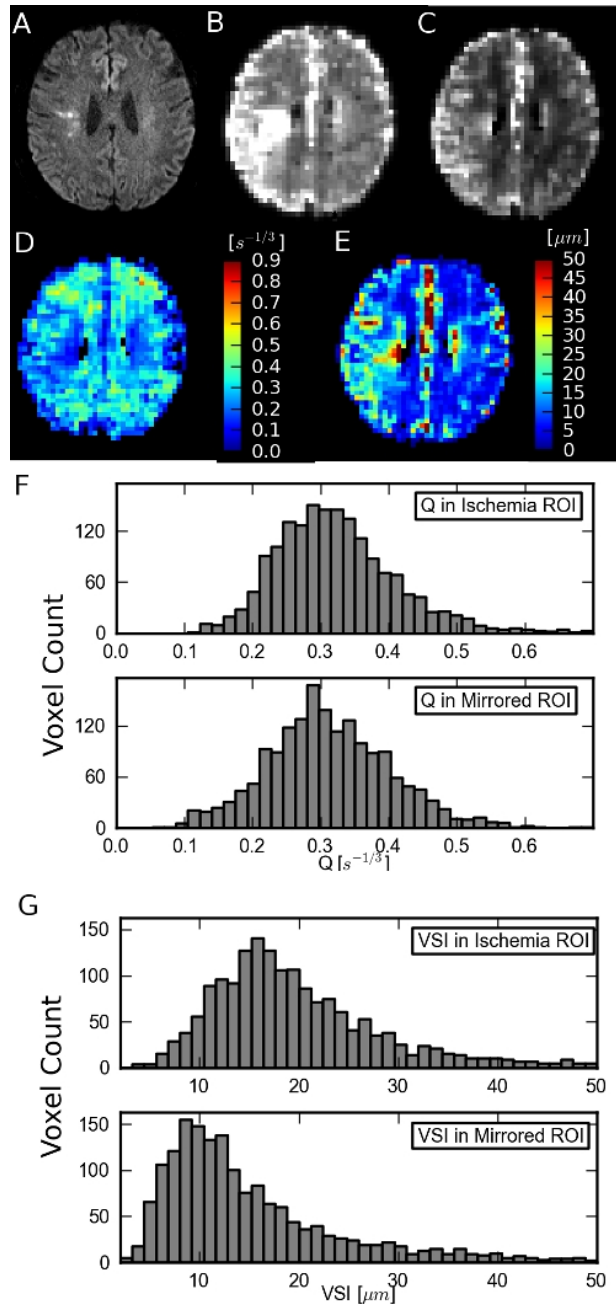 A
B
C
D
[s^{-1/3}]
0.9
0.8
0.7
0.6
0.5
0.4
0.3
0.2
0.1
0.0
E
[μm]
50
45
40
35
30
25
20
15
10
5
0
F
Q in Ischemia ROI
120
60
0
0.0 0.1 0.2 0.3 0.4 0.5 0.6
Voxel Count
Q in Mirrored ROI
120
60
0
0.0 0.1 0.2 0.3 0.4 0.5 0.6
Q [s^{-1/3}]
G
VSI in Ischemia ROI
150
100
50
0
10 20 30 40 50
Voxel Count
VSI in Mirrored ROI
150
100
50
0
10 20 30 40 50
VSI [μm]